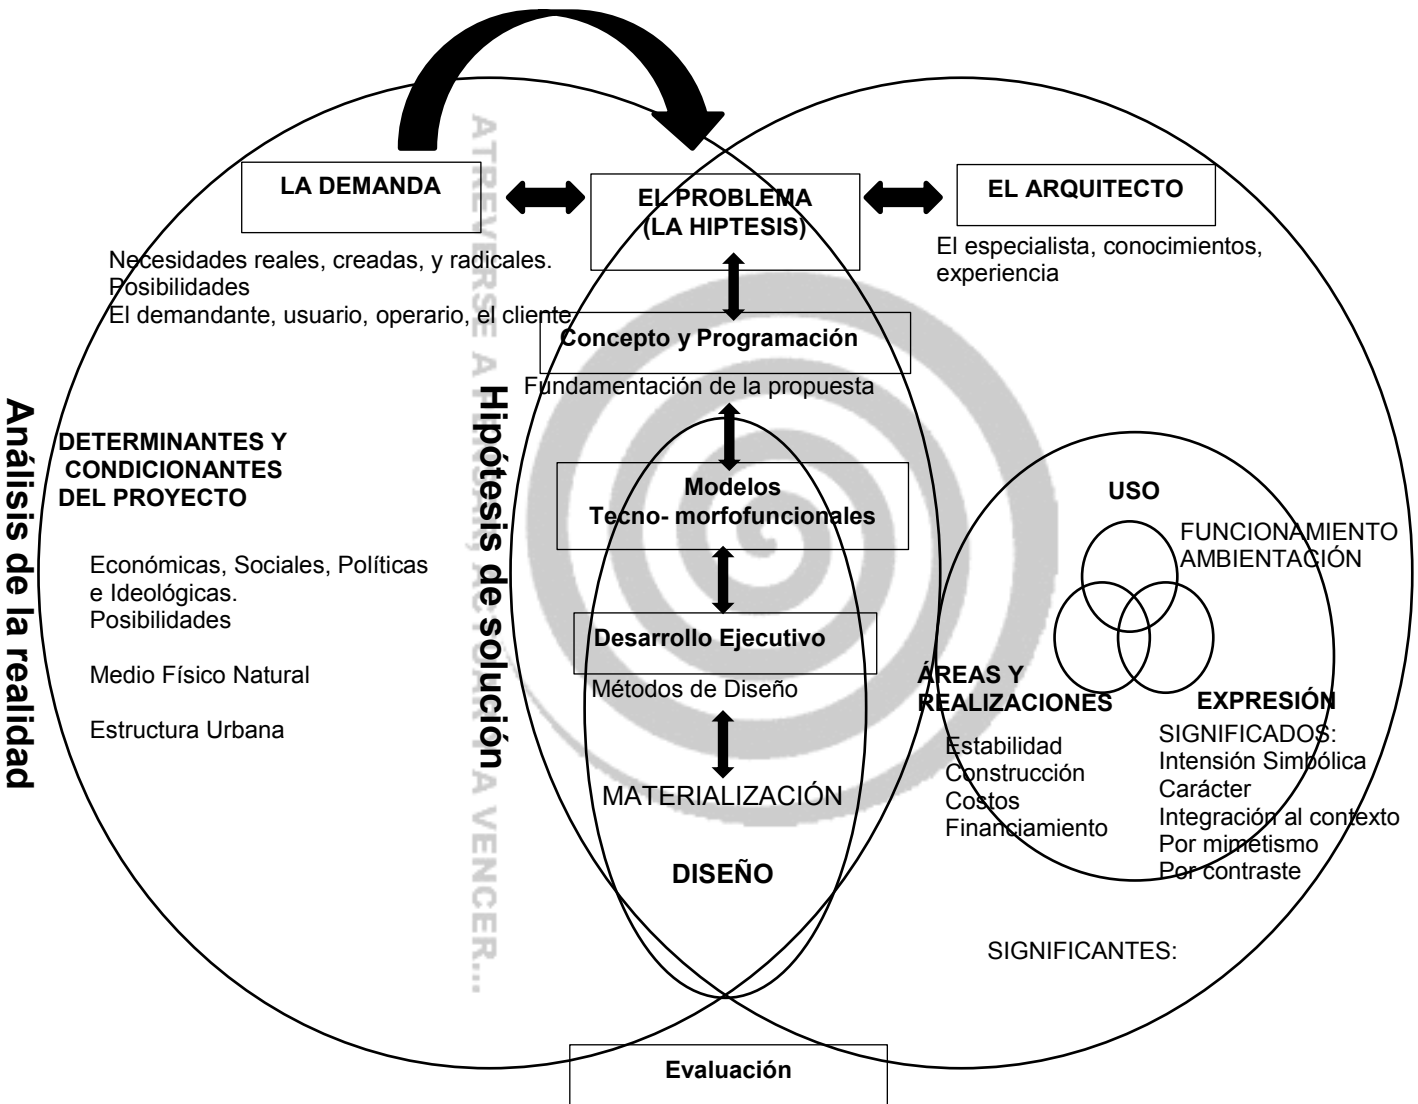 LA DEMANDA
EL PROBLEMA
(LA HIPTESIS)
EL ARQUITECTO
Necesidades reales, creadas, y radicales.
Posibilidades
El demandante, usuario, operario, el cliente
El especialista, conocimientos,
experiencia
Concepto y Programación
Fundamentación de la propuesta
Análisis de la realidad
DETERMINANTES Y
CONDICIONANTES
DEL PROYECTO
Económicas, Sociales, Políticas
e Ideológicas.
Posibilidades
Medio Físico Natural
Estructura Urbana
Hipótesis de solución
Modelos
Tecno- morfofuncionales
Desarrollo Ejecutivo
Métodos de Diseño
MATERIALIZACIÓN
DISEÑO
USO
FUNCIONAMIENTO
AMBIENTACIÓN
ÁREAS Y
REALIZACIONES
Estabilidad
Construcción
Costos
Financiamiento
EXPRESIÓN
SIGNIFICADOS:
Intensión Simbólica
Carácter
Integración al contexto
Por mimetismo
Por contraste
SIGNIFICANTES:
Evaluación
ATREVERSE A
A VENCER...